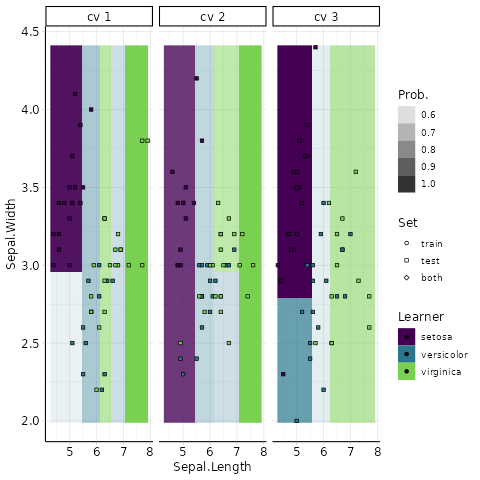 cv 1 cv 2 cv 3
4.5
4.0
3.5
3.0
2.5
2.0
Sepal.Width
5 6 7 8 5 6 7 8 5 6 7 8
Sepal.Length
Prob.
0.6
0.7
0.8
0.9
1.0
Set
train
test
both
Learner
setosa
versicolor
virginica